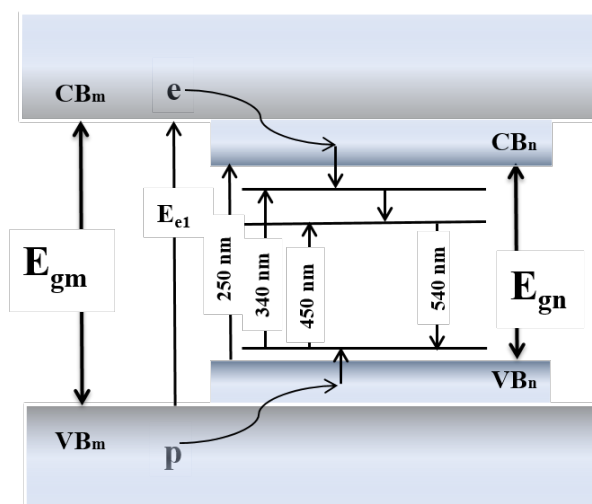 CBm
e
CBn
Ee1
Egm
250 nm
340 nm
450 nm
540 nm
Egn
VBn
VBm
p